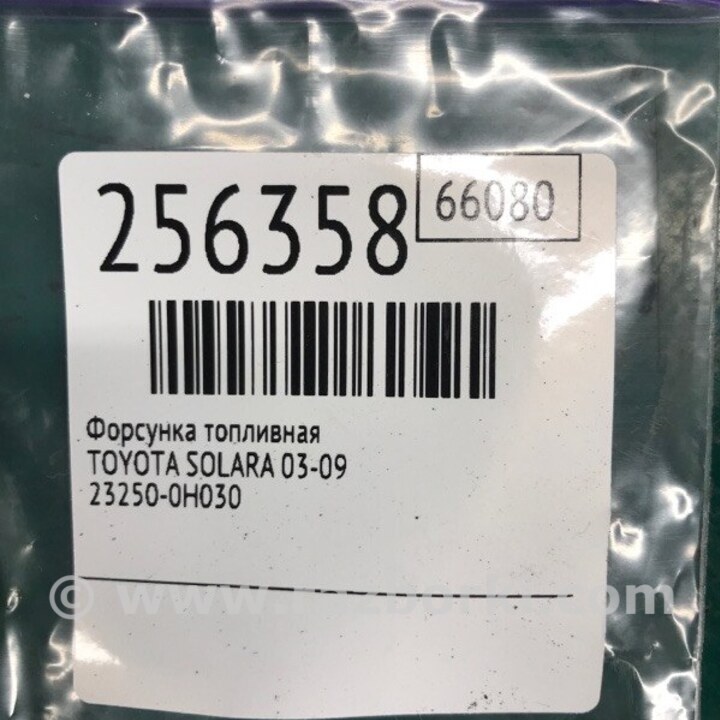 256358
66080
Форсунка топливная
TOYOTA SOLARA 03-09
23250-0H030